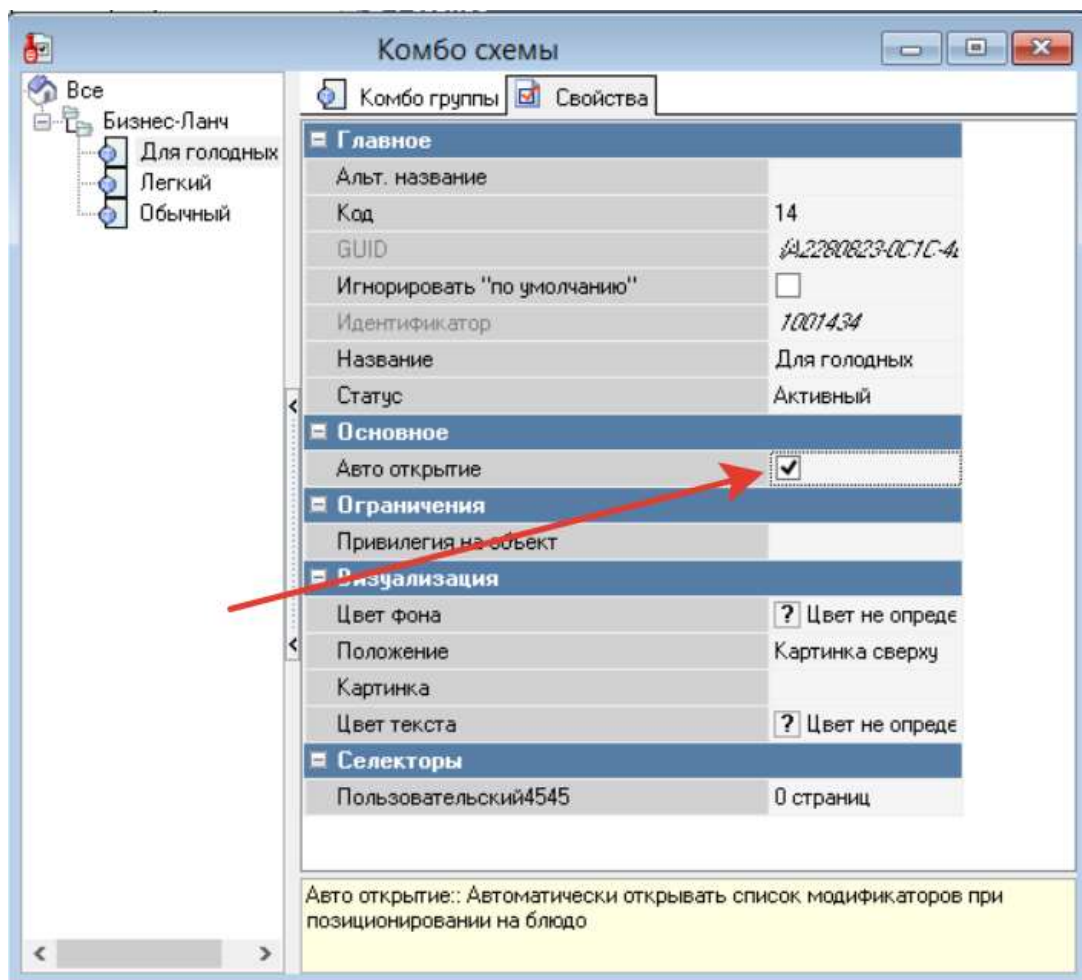 Комбо схемы
Все
Бизнес-Ланч
Для голодных
Легкий
Обычный
Комбо группы
Свойства
Главное
Альт. название
Код 14
GUID
Игнорировать "по умолчанию"
Идентификатор 1001434
Название Для голодных
Статус Активный
Основное
Авто открытие
Ограничения
Привилегия на объект
Визуализация
Цвет фона ? Цвет не опреде
Положение Картинка сверху
Картинка
Цвет текста ? Цвет не опреде
Селекторы
Пользовательский4545 0 страниц
Авто открытие:: Автоматически открывать список модификаторов при
позиционировании на блюдо